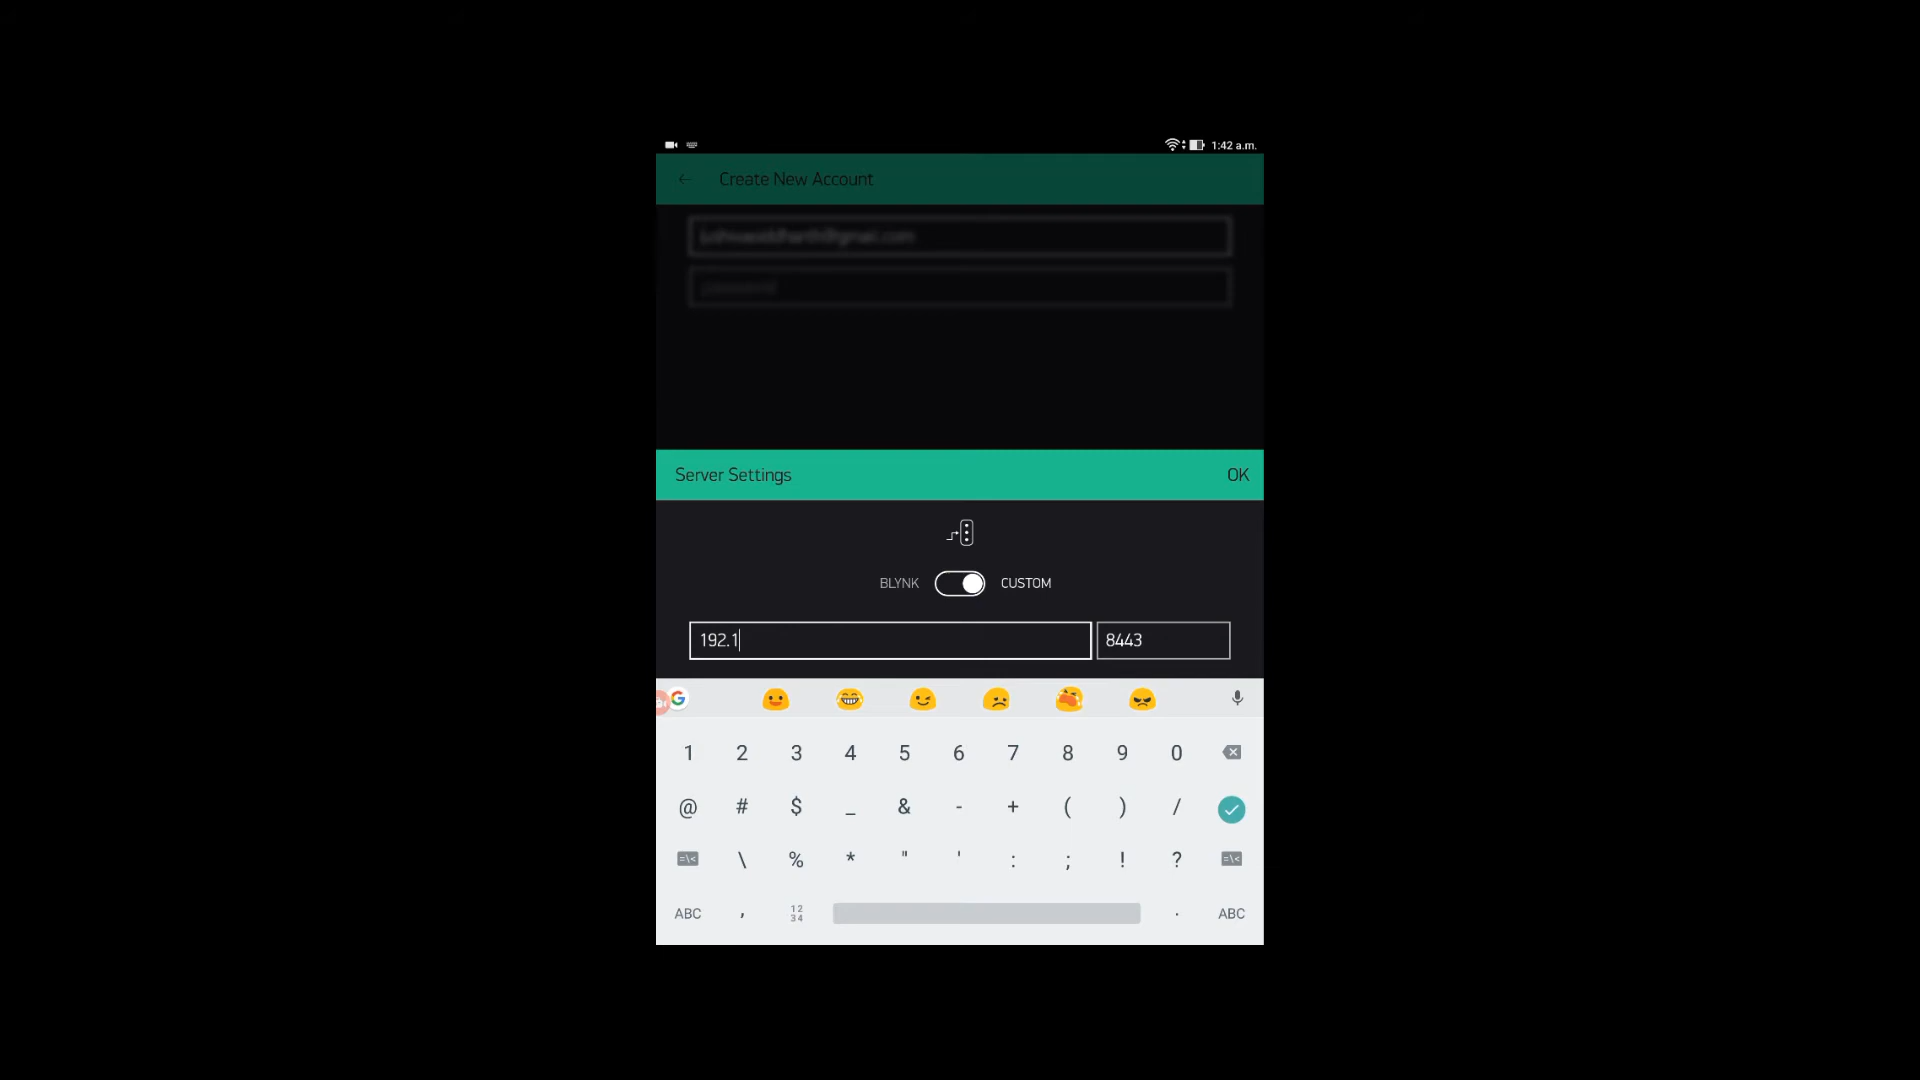 1:42 a.m.
Create New Account
Server Settings OK
BLYNK CUSTOM
192.1 8443
1 2 3 4 5 6 7 8 9 0
@ # $ _ & - + ( ) /
=\< \ % * " ' : ; ! ? =\<
ABC , 12 34 . ABC